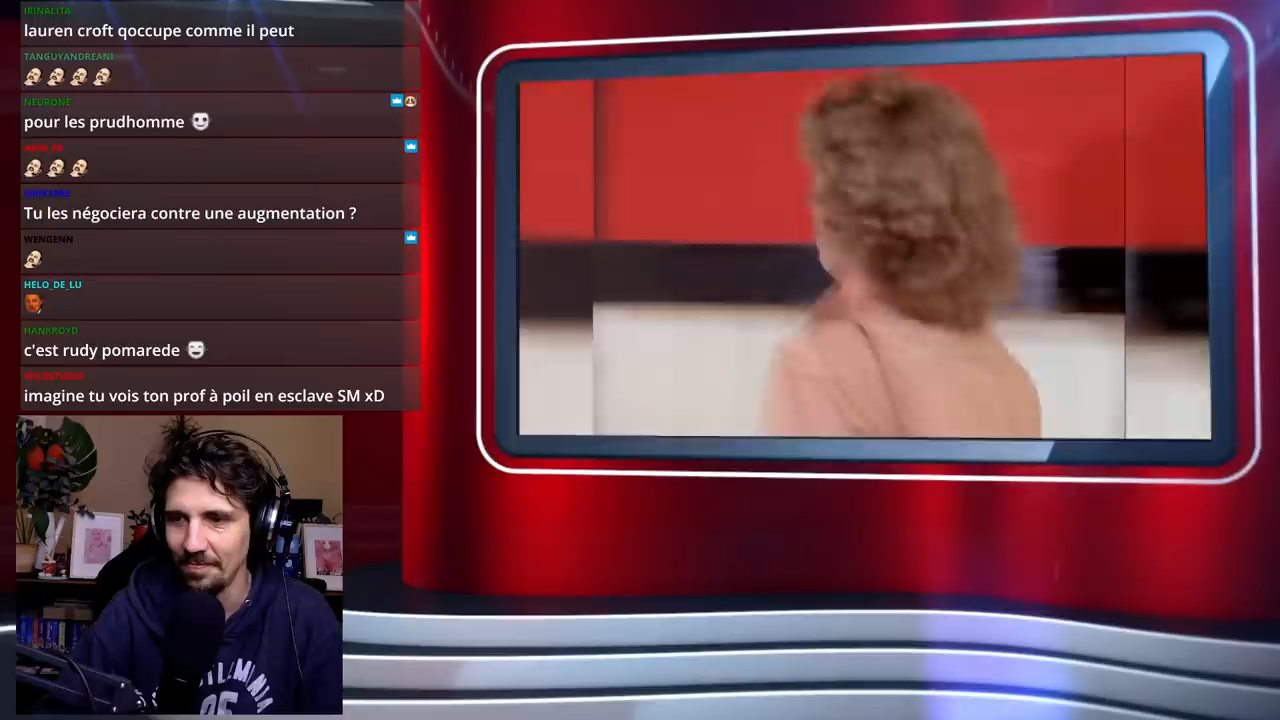 IRINALITA
lauren croft qoccupe comme il peut
TANGUYANDREANI
NEURONE
pour les prudhomme
Tu les négociera contre une augmentation ?
WENGENN
HELO_DE_LU
HANKROYD
c'est rudy pomarede
imagine tu vois ton prof à poil en esclave SM xD